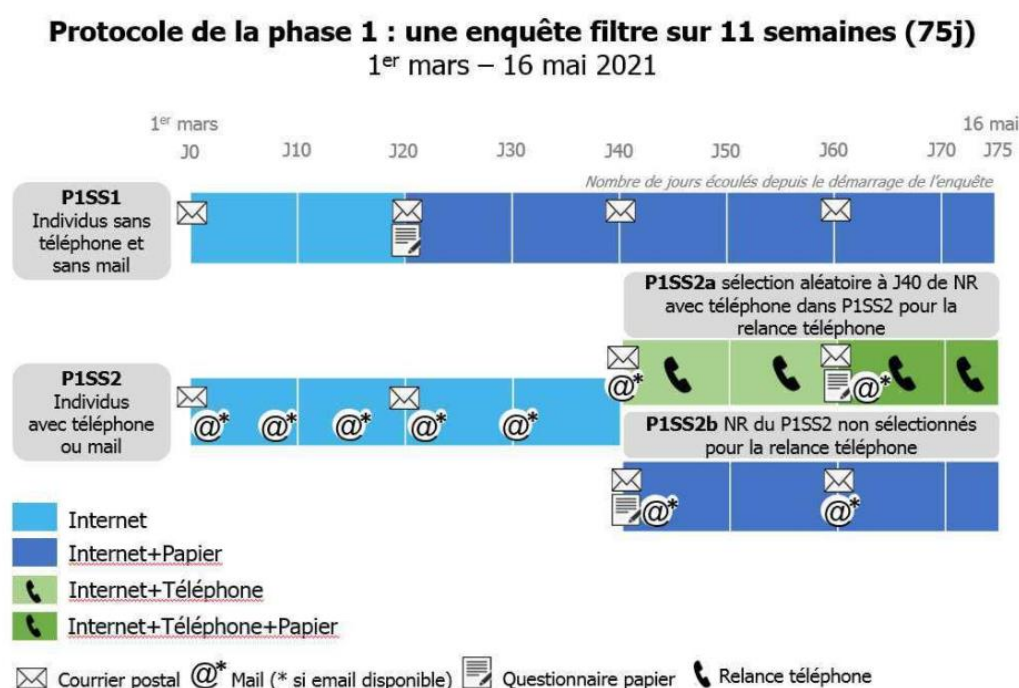 Protocole de la phase 1 : une enquête filtre sur 11 semaines (75j)
1er mars – 16 mai 2021
1er mars
16 mai
J0
J10
J20
J30
J40
J50
J60
J70
J75
Nombre de jours écoulés depuis le démarrage de l'enquête
P1SS1
Individus sans
téléphone et
sans mail
P1SS2a sélection aléatoire à J40 de NR
avec téléphone dans P1SS2 pour la
relance téléphone
P1SS2
Individus
avec téléphone
ou mail
@*
@*
@*
@*
@*
@*
@*
P1SS2b NR du P1SS2 non sélectionnés
pour la relance téléphone
@*
@*
Internet
Internet+Papier
Internet+Téléphone
Internet+Téléphone+Papier
Courrier postal @* Mail (* si email disponible) Questionnaire papier Relance téléphone